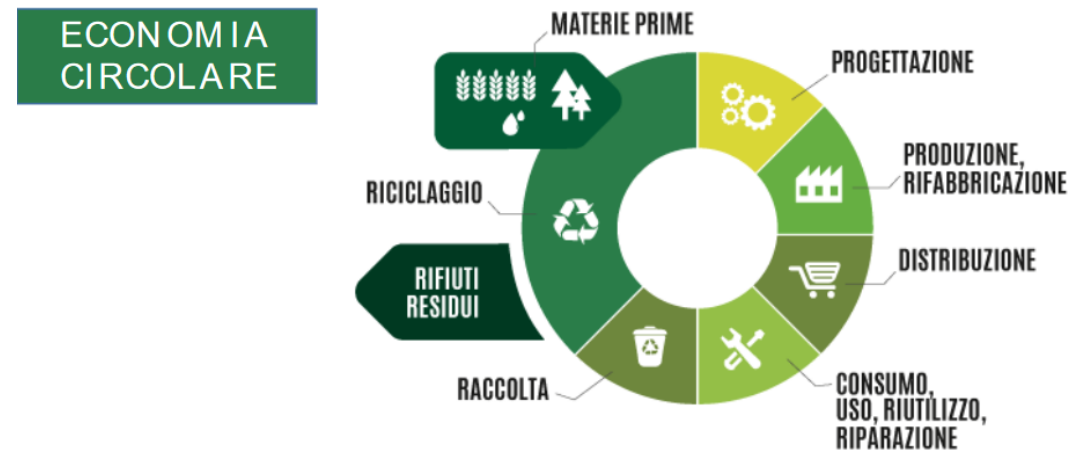 ECONOMIA
CIRCOLARE
MATERIE PRIME
PROGETTAZIONE
PRODUZIONE,
RIFABBRICAZIONE
RICICLAGGIO
DISTRIBUZIONE
RIFIUTI
RESIDUI
RACCOLTA
CONSUMO,
USO, RIUTILIZZO,
RIPARAZIONE